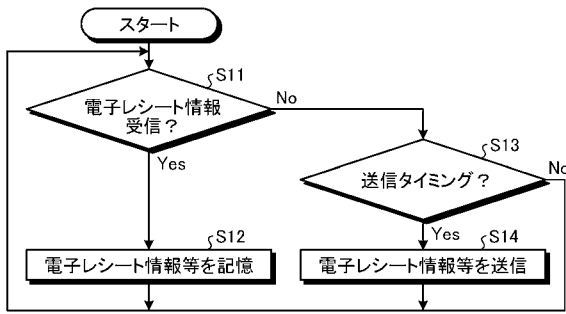 スタート
S11
電子レシート情報
受信？
No
Yes
S13
送信タイミング？
No
Yes
S12
電子レシート情報等を記憶
S14
電子レシート情報等を送信